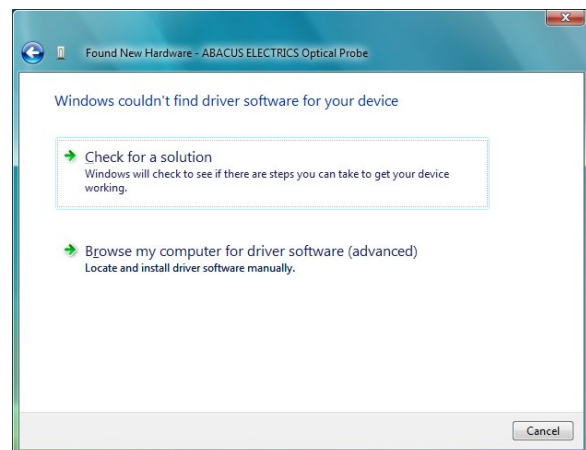 Found New Hardware - ABACUS ELECTRICS Optical Probe
Windows couldn't find driver software for your device
Check for a solution
Windows will check to see if there are steps you can take to get your device
working.
Browse my computer for driver software (advanced)
Locate and install driver software manually.
Cancel